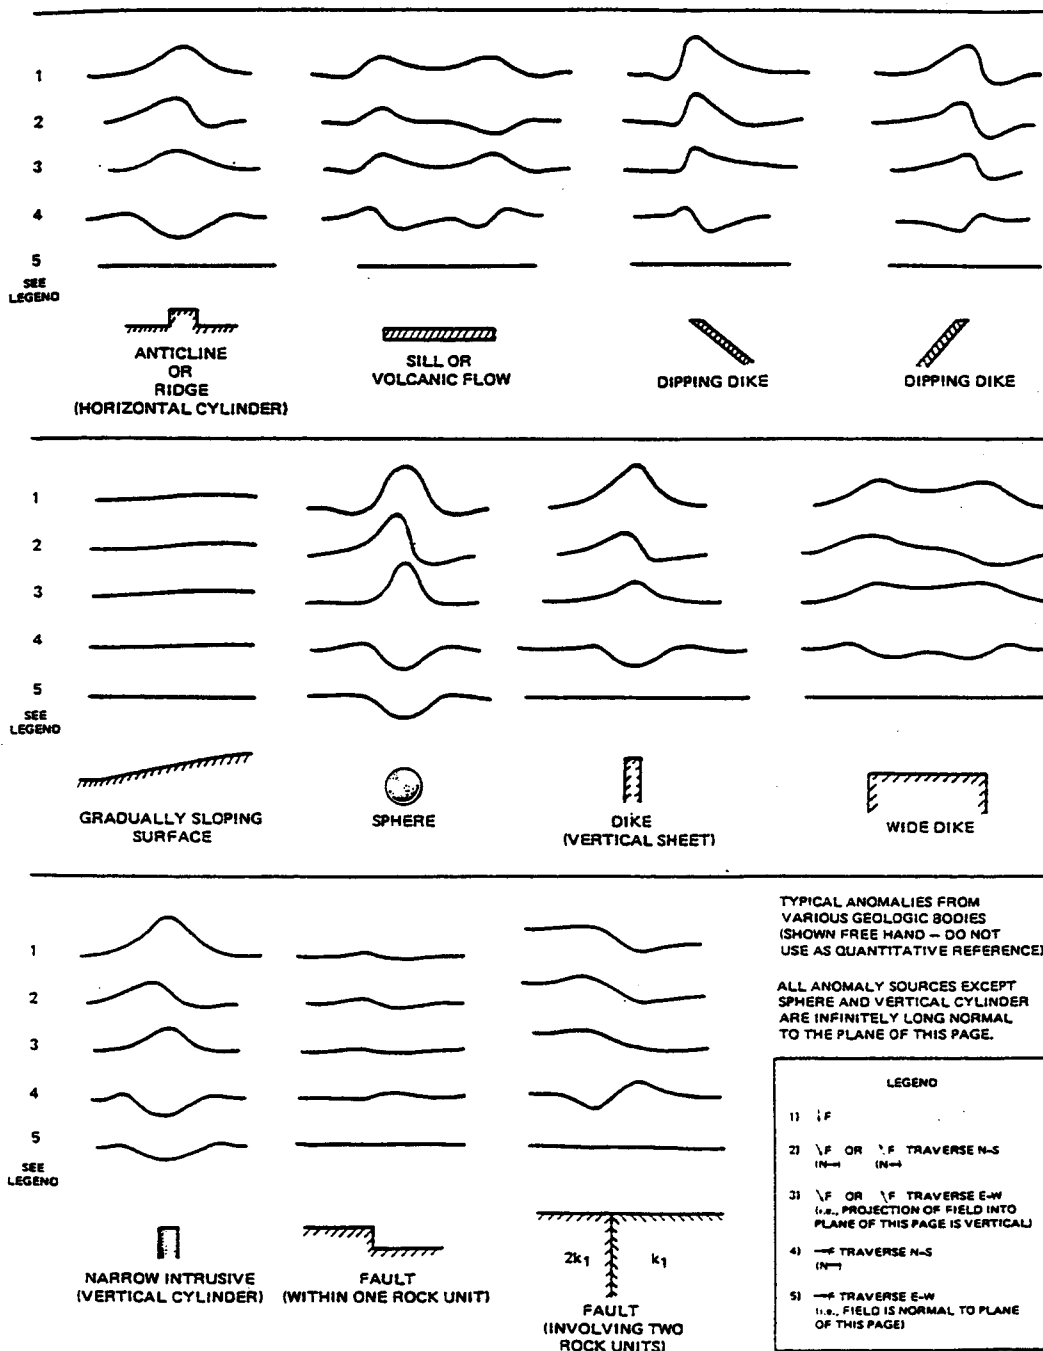 1
2
3
4
5
SEE
LEGEND
ANTICLINE
OR
RIDGE
(HORIZONTAL CYLINDER)
SILL OR
VOLCANIC FLOW
DIPPING DIKE
DIPPING DIKE
1
2
3
4
5
SEE
LEGEND
GRADUALLY SLOPING
SURFACE
SPHERE
DIKE
(VERTICAL SHEET)
WIDE DIKE
1
2
3
4
5
SEE
LEGEND
NARROW INTRUSIVE
(VERTICAL CYLINDER)
FAULT
(WITHIN ONE ROCK UNIT)
2k1
k1
FAULT
(INVOLVING TWO
ROCK UNITS)
TYPICAL ANOMALIES FROM
VARIOUS GEOLOGIC BODIES
(SHOWN FREE HAND – DO NOT
USE AS QUANTITATIVE REFERENCE)
ALL ANOMALY SOURCES EXCEPT
SPHERE AND VERTICAL CYLINDER
ARE INFINITELY LONG NORMAL
TO THE PLANE OF THIS PAGE.
LEGEND
1) F
2) F OR F TRAVERSE N–S
(N (N
3) F OR F TRAVERSE E–W
(i.e., PROJECTION OF FIELD INTO
PLANE OF THIS PAGE IS VERTICAL)
4) F TRAVERSE N–S
(N
5) F TRAVERSE E–W
(i.e., FIELD IS NORMAL TO PLANE
OF THIS PAGE)